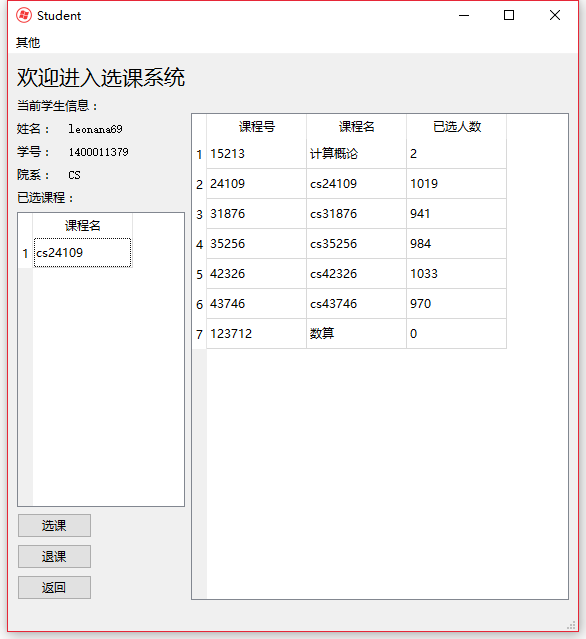 Student
其他
欢迎进入选课系统
当前学生信息：
姓名： leonana69
学号： 1400011379
院系： CS
已选课程：
课程名
1 cs24109
选课
退课
返回
课程号 课程名 已选人数
1 15213 计算概论 2
2 24109 cs24109 1019
3 31876 cs31876 941
4 35256 cs35256 984
5 42326 cs42326 1033
6 43746 cs43746 970
7 123712 数算 0